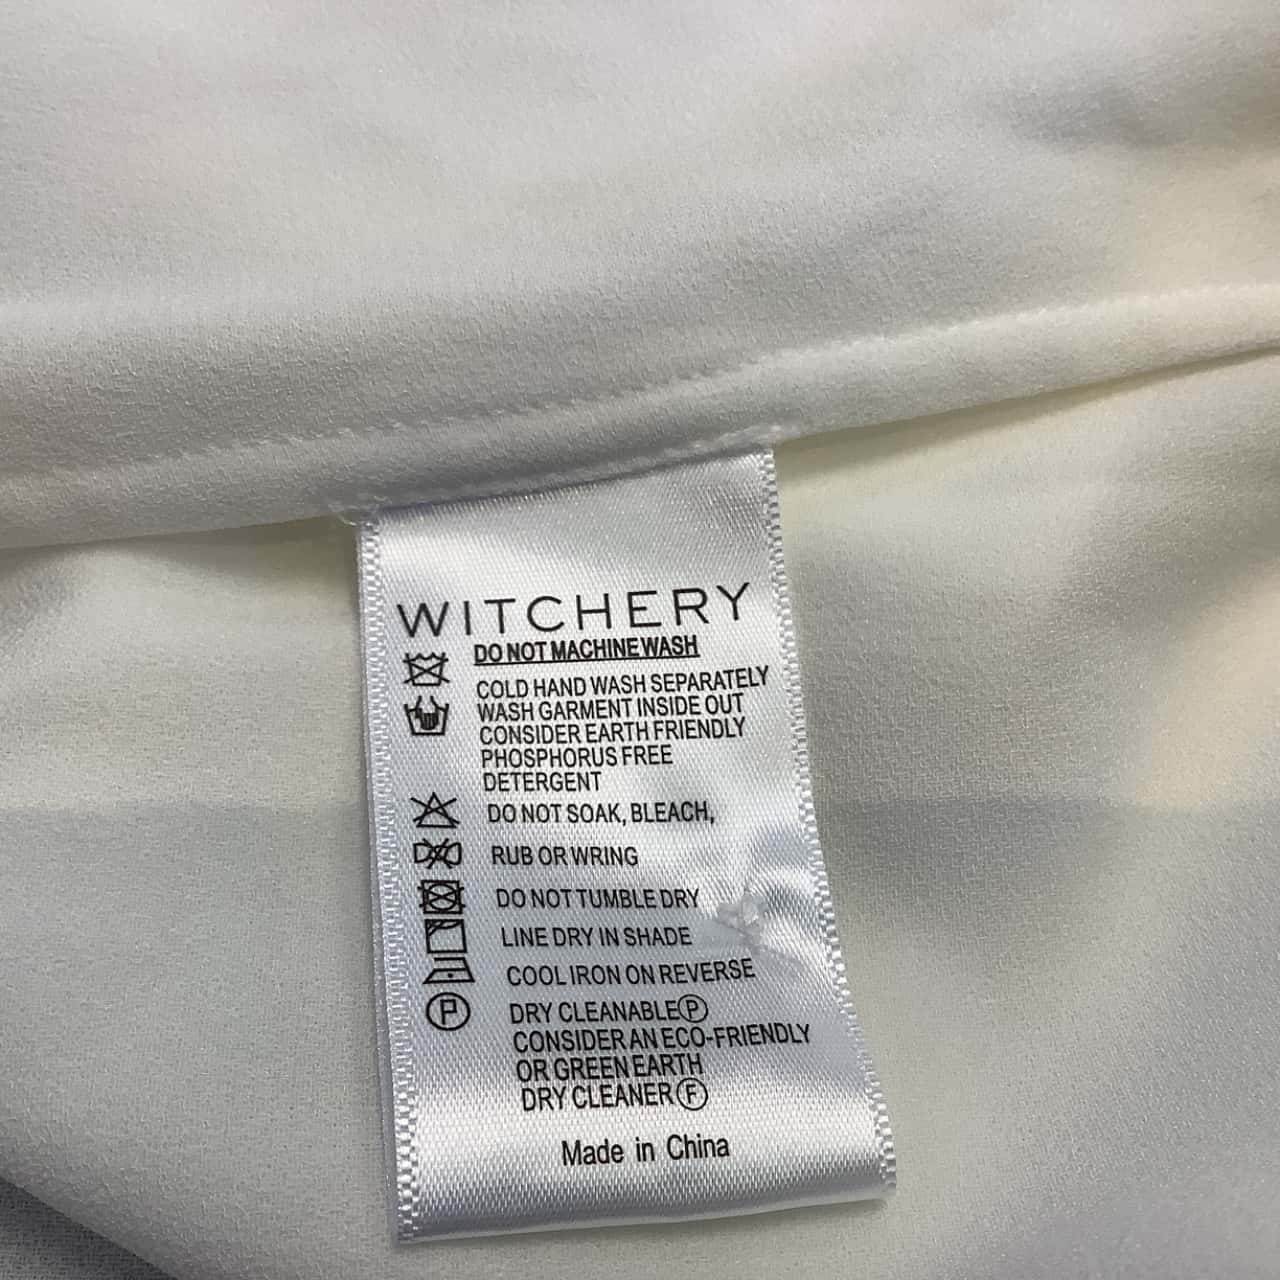 WITCHERY
DO NOT MACHINE WASH
COLD HAND WASH SEPARATELY
WASH GARMENT INSIDE OUT
CONSIDER EARTH FRIENDLY
PHOSPHORUS FREE
DETERGENT
DO NOT SOAK, BLEACH,
RUB OR WRING
DO NOT TUMBLE DRY
LINE DRY IN SHADE
COOL IRON ON REVERSE
P DRY CLEANABLE Ⓟ
CONSIDER AN ECO-FRIENDLY
OR GREEN EARTH
DRY CLEANER Ⓕ
Made in China